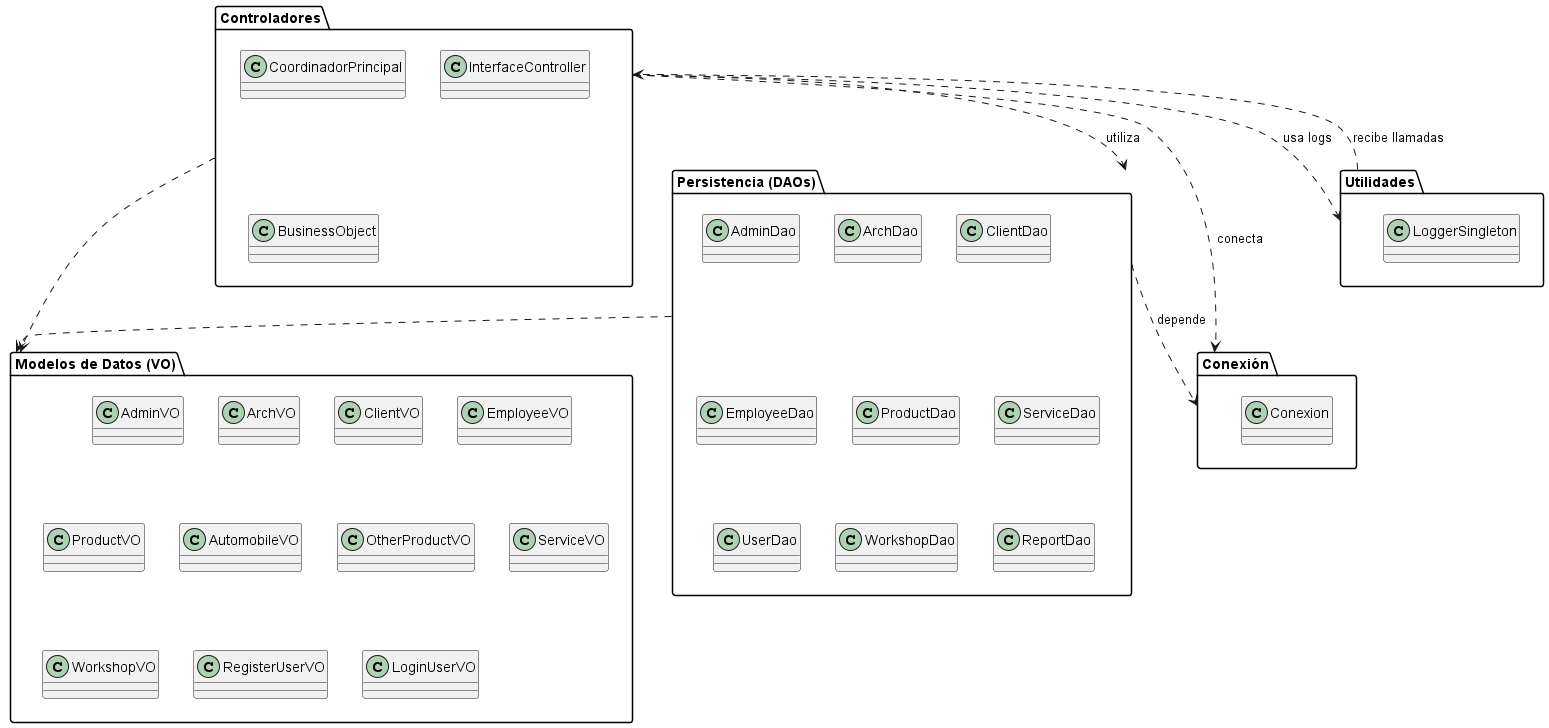 Controladores
C CoordinadorPrincipal
C InterfaceController
utiliza
usa logs
recibe llamadas
Persistencia (DAOs)
Utilidades
C BusinessObject
C AdminDao
C ArchDao
C ClientDao
C LoggerSingleton
conecta
depende
Modelos de Datos (VO)
Conexión
C AdminVO
C ArchVO
C ClientVO
C EmployeeVO
C EmployeeDao
C ProductDao
C ServiceDao
C Conexion
C ProductVO
C AutomobileVO
C OtherProductVO
C ServiceVO
C UserDao
C WorkshopDao
C ReportDao
C WorkshopVO
C RegisterUserVO
C LoginUserVO